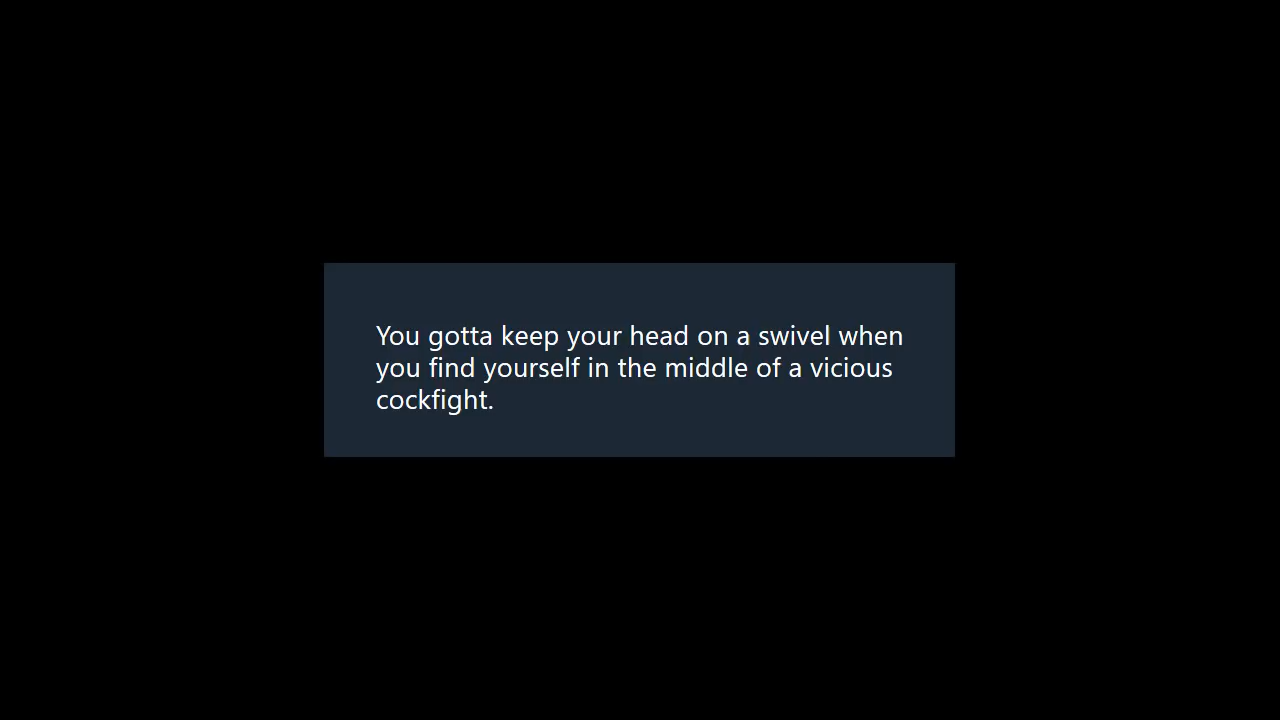 You gotta keep your head on a swivel when
you find yourself in the middle of a vicious
cockfight.